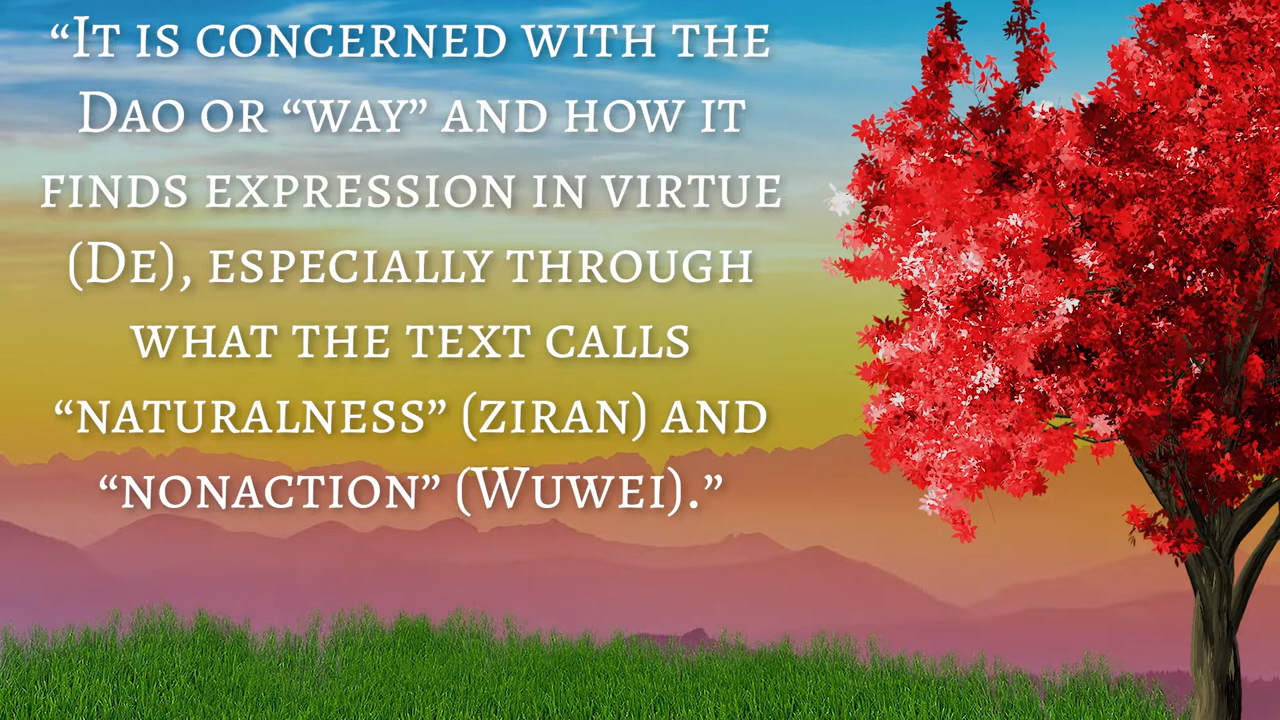 “It is concerned with the
Dao or “way” and how it
finds expression in virtue
(De), especially through
what the text calls
“naturalness” (ziran) and
“nonaction” (Wuwei).”